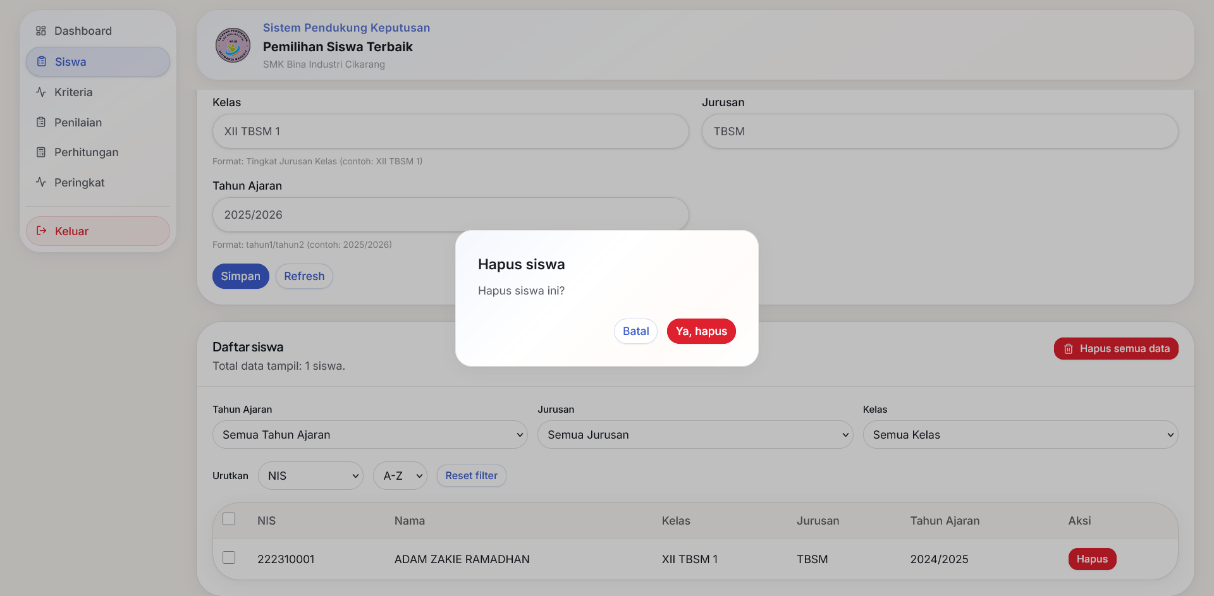 Dashboard
Siswa
Kriteria
Penilaian
Perhitungan
Peringkat
Keluar
Sistem Pendukung Keputusan
Pemilihan Siswa Terbaik
SMK Bina Industri Cikarang
Kelas
Jurusan
XII TBSM 1
TBSM
Format: Tingkat Jurusan Kelas (contoh: XII TBSM 1)
Tahun Ajaran
2025/2026
Format: tahun1/tahun2 (contoh: 2025/2026)
Simpan Refresh
Hapus siswa
Hapus siswa ini?
Batal Ya, hapus
Daftar siswa
Total data tampil: 1 siswa.
Hapus semua data
Tahun Ajaran Jurusan Kelas
Semua Tahun Ajaran Semua Jurusan Semua Kelas
Urutkan NIS A-Z Reset filter
NIS Nama Kelas Jurusan Tahun Ajaran Aksi
222310001 ADAM ZAKIE RAMADHAN XII TBSM 1 TBSM 2024/2025 Hapus